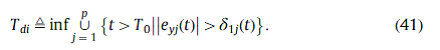 T_{di} ≜ inf ∪_{j=1}^{p} {t > T_0||e_{yj}(t)| > δ_{1j}(t)}. (41)